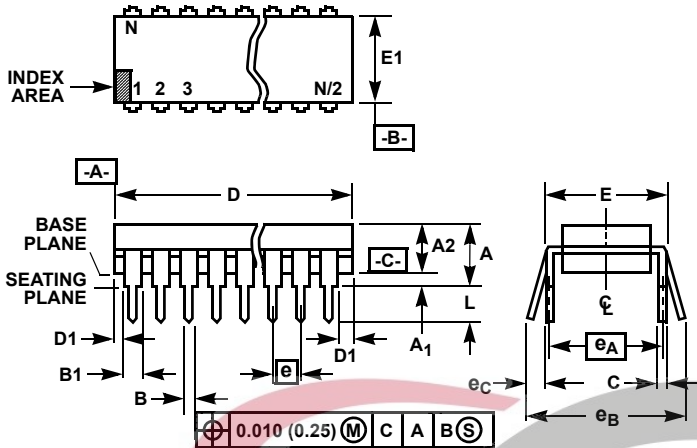 N
E1
INDEX
AREA
1 2 3 N/2
-B-
-A-
D
E
BASE
PLANE
A2
A
-C-
SEATING
PLANE
L
C
L
D1
A1
D1
eA
B1
e
eC
C
B
eB
0.010 (0.25) M C A B S